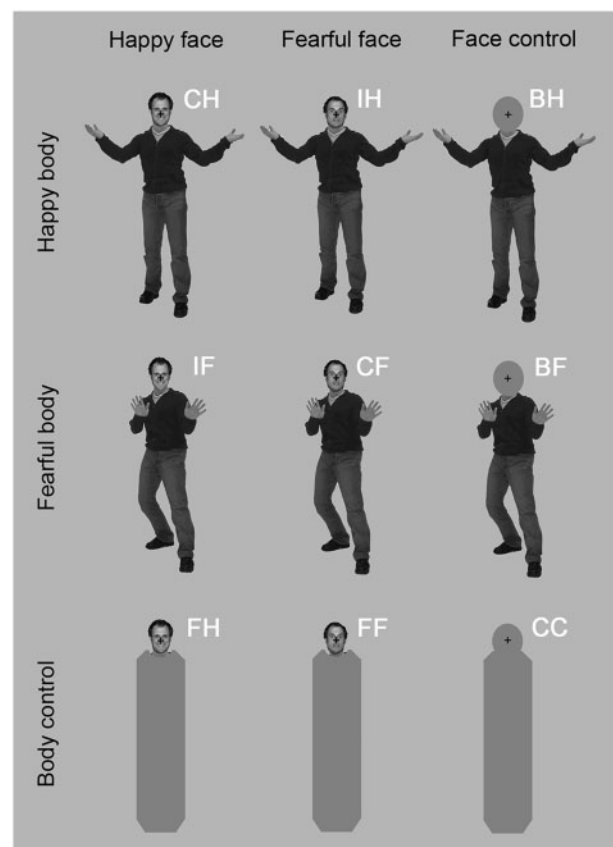 Happy face Fearful face Face control
Happy body
CH IH BH
Fearful body
IF CF BF
Body control
FH FF CC